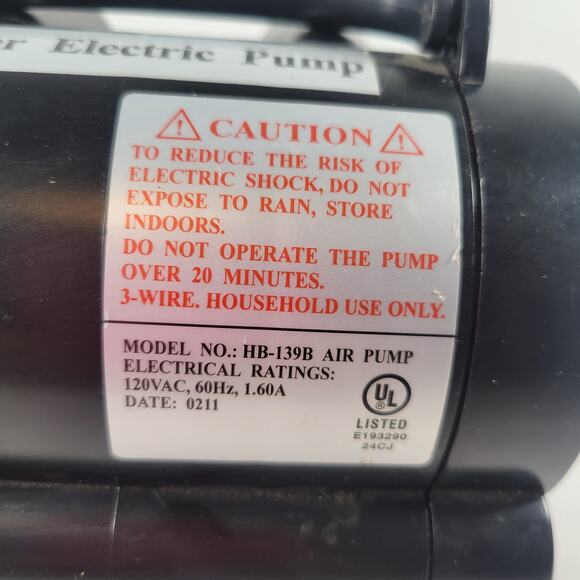 er Electric Pump
CAUTION
TO REDUCE THE RISK OF
ELECTRIC SHOCK, DO NOT
EXPOSE TO RAIN, STORE
INDOORS.
DO NOT OPERATE THE PUMP
OVER 20 MINUTES.
3-WIRE. HOUSEHOLD USE ONLY.
MODEL NO.: HB-139B AIR PUMP
ELECTRICAL RATINGS:
120VAC, 60Hz, 1.60A
DATE: 0211
UL
LISTED
E193290
24CJ